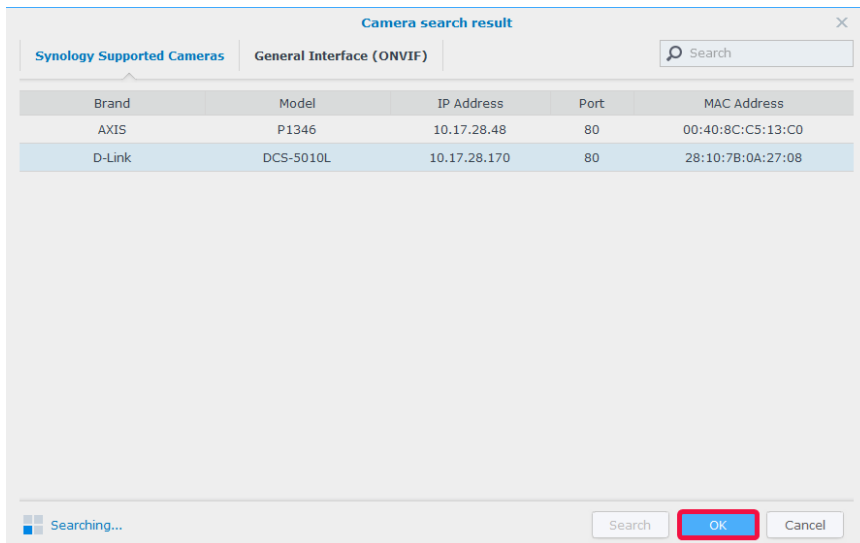 Camera search result
Synology Supported Cameras General Interface (ONVIF) Search
Brand Model IP Address Port MAC Address
AXIS P1346 10.17.28.48 80 00:40:8C:C5:13:C0
D-Link DCS-5010L 10.17.28.170 80 28:10:7B:0A:27:08
Searching... Search OK Cancel